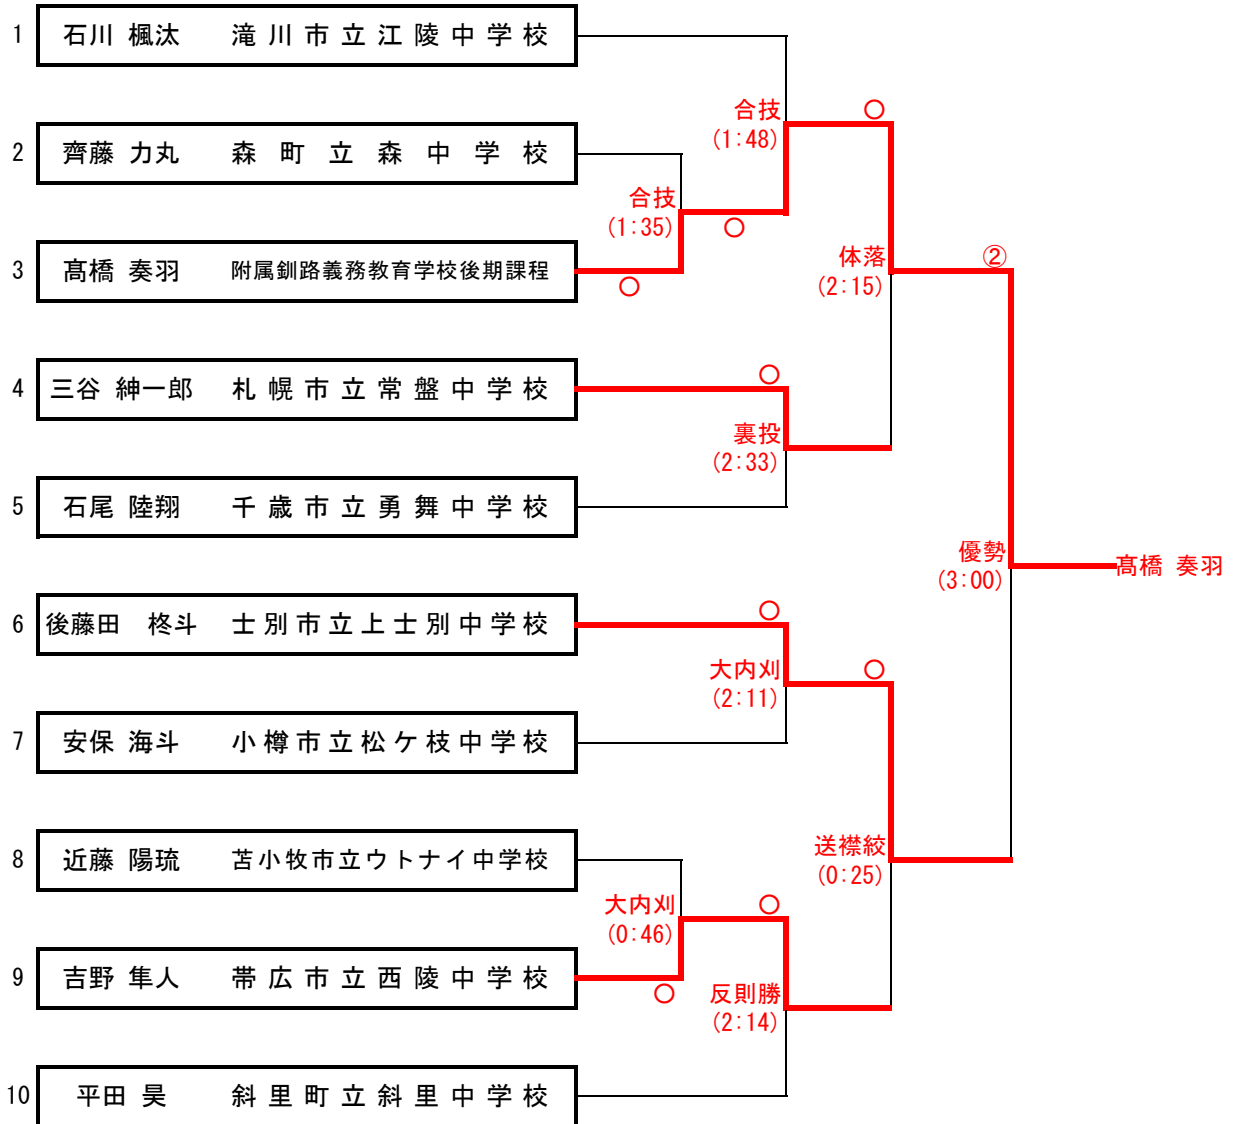 1 石川 楓汰 滝川市立江陵中学校
合技 ○
(1:48)
2 齊藤 力丸 森町立森中学校
合技
(1:35) ○
3 髙橋 奏羽 附属釧路義務教育学校後期課程
○
体落 ②
(2:15)
4 三谷 紳一郎 札幌市立常盤中学校
○
裏投
(2:33)
5 石尾 陸翔 千歳市立勇舞中学校
優勢
(3:00)
髙橋 奏羽
6 後藤田 柊斗 士別市立上士別中学校
○
大内刈 ○
(2:11)
7 安保 海斗 小樽市立松ケ枝中学校
8 近藤 陽琉 苫小牧市立ウトナイ中学校
送襟絞
(0:25)
大内刈 ○
(0:46)
9 吉野 隼人 帯広市立西陵中学校
○
反則勝
(2:14)
10 平田 昊 斜里町立斜里中学校